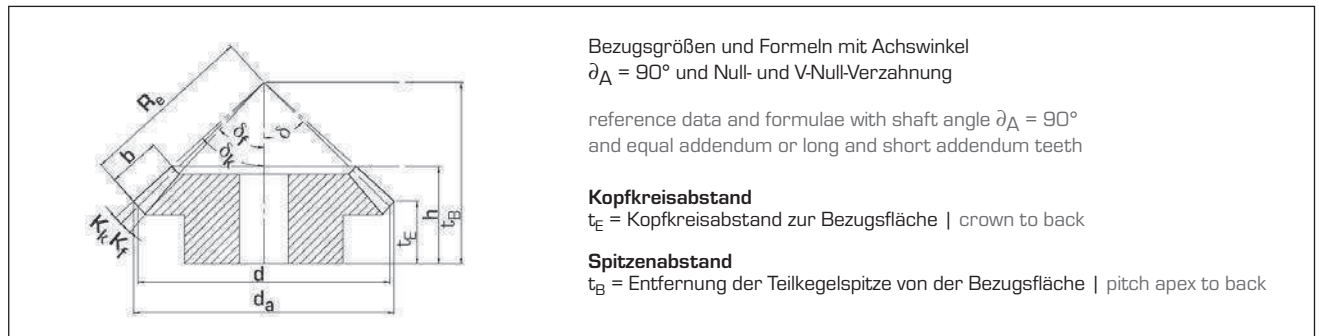 Bezugsgrößen und Formeln mit Achswinkel
∂A = 90° und Null- und V-Null-Verzahnung
reference data and formulae with shaft angle ∂A = 90°
and equal addendum or long and short addendum teeth
Kopfkreisabstand
tE = Kopfkreisabstand zur Bezugsfläche | crown to back
Spitzenabstand
tB = Entfernung der Teilkegelspitze von der Bezugsfläche | pitch apex to back
Re
b
δf
δ
δk
Kk Kf
h
tB
tE
d
da